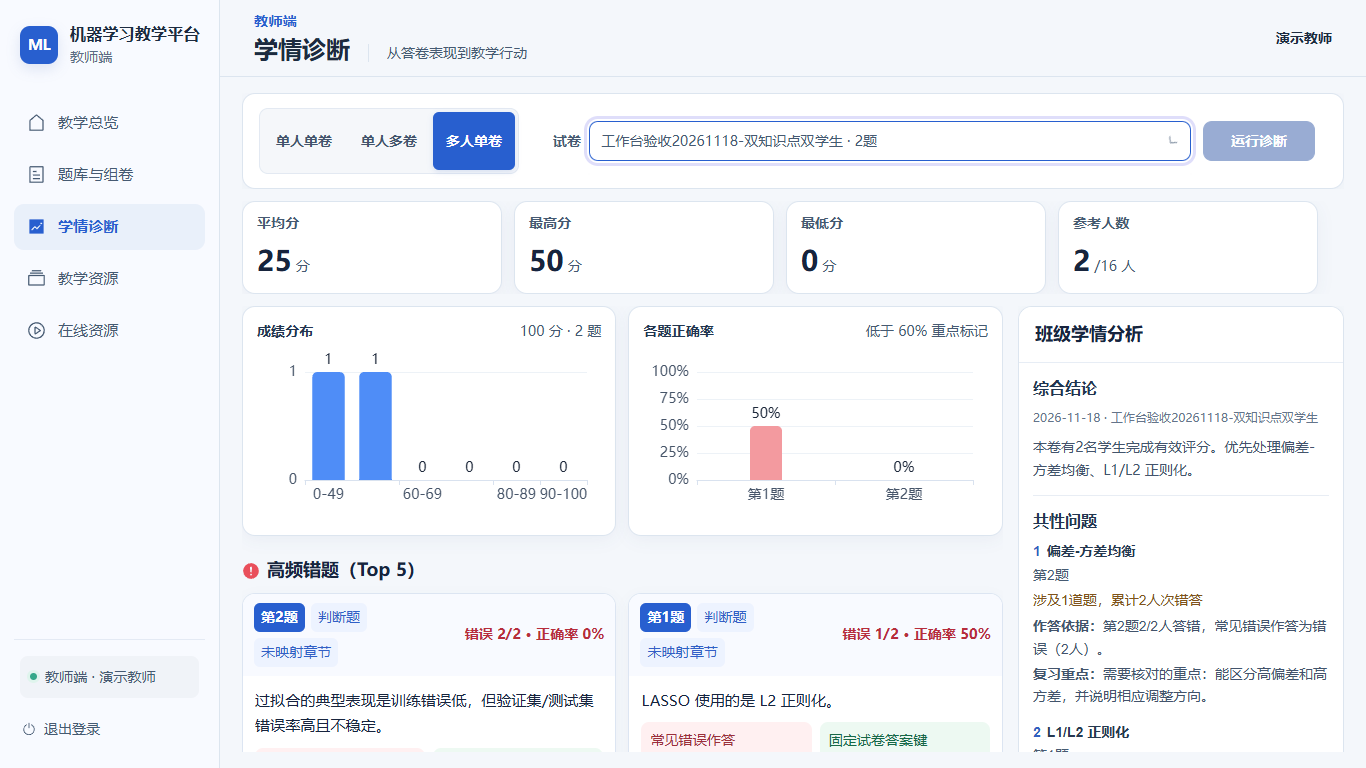 ML
机器学习教学平台
教师端
教学总览
题库与组卷
学情诊断
教学资源
在线资源
教师端 · 演示教师
退出登录
教师端
学情诊断
从答卷表现到教学行动
演示教师
单人单卷
单人多卷
多人单卷
试卷
工作台验收20261118-双知识点双学生 · 2题
运行诊断
平均分
25 分
最高分
50 分
最低分
0 分
参考人数
2 /16 人
成绩分布
100 分 · 2 题
1
0
1
1
0
0
0
0
0-49
60-69
80-89
90-100
各题正确率
低于 60% 重点标记
100%
75%
50%
25%
0%
50%
0%
第1题
第2题
高频错题（Top 5）
第2题
判断题
未映射章节
错误 2/2 • 正确率 0%
过拟合的典型表现是训练错误低，但验证集/测试集
错误率高且不稳定。
第1题
判断题
未映射章节
错误 1/2 • 正确率 50%
LASSO 使用的是 L2 正则化。
常见错误作答
固定试卷答案键
班级学情分析
综合结论
2026-11-18 · 工作台验收20261118-双知识点双学生
本卷有2名学生完成有效评分。优先处理偏差-
方差均衡、L1/L2 正则化。
共性问题
1 偏差-方差均衡
第2题
涉及1道题，累计2人次错答
作答依据：第2题2/2人答错，常见错误作答为错
误（2人）。
复习重点：需要核对的重点：能区分高偏差和高
方差，并说明相应调整方向。
2 L1/L2 正则化